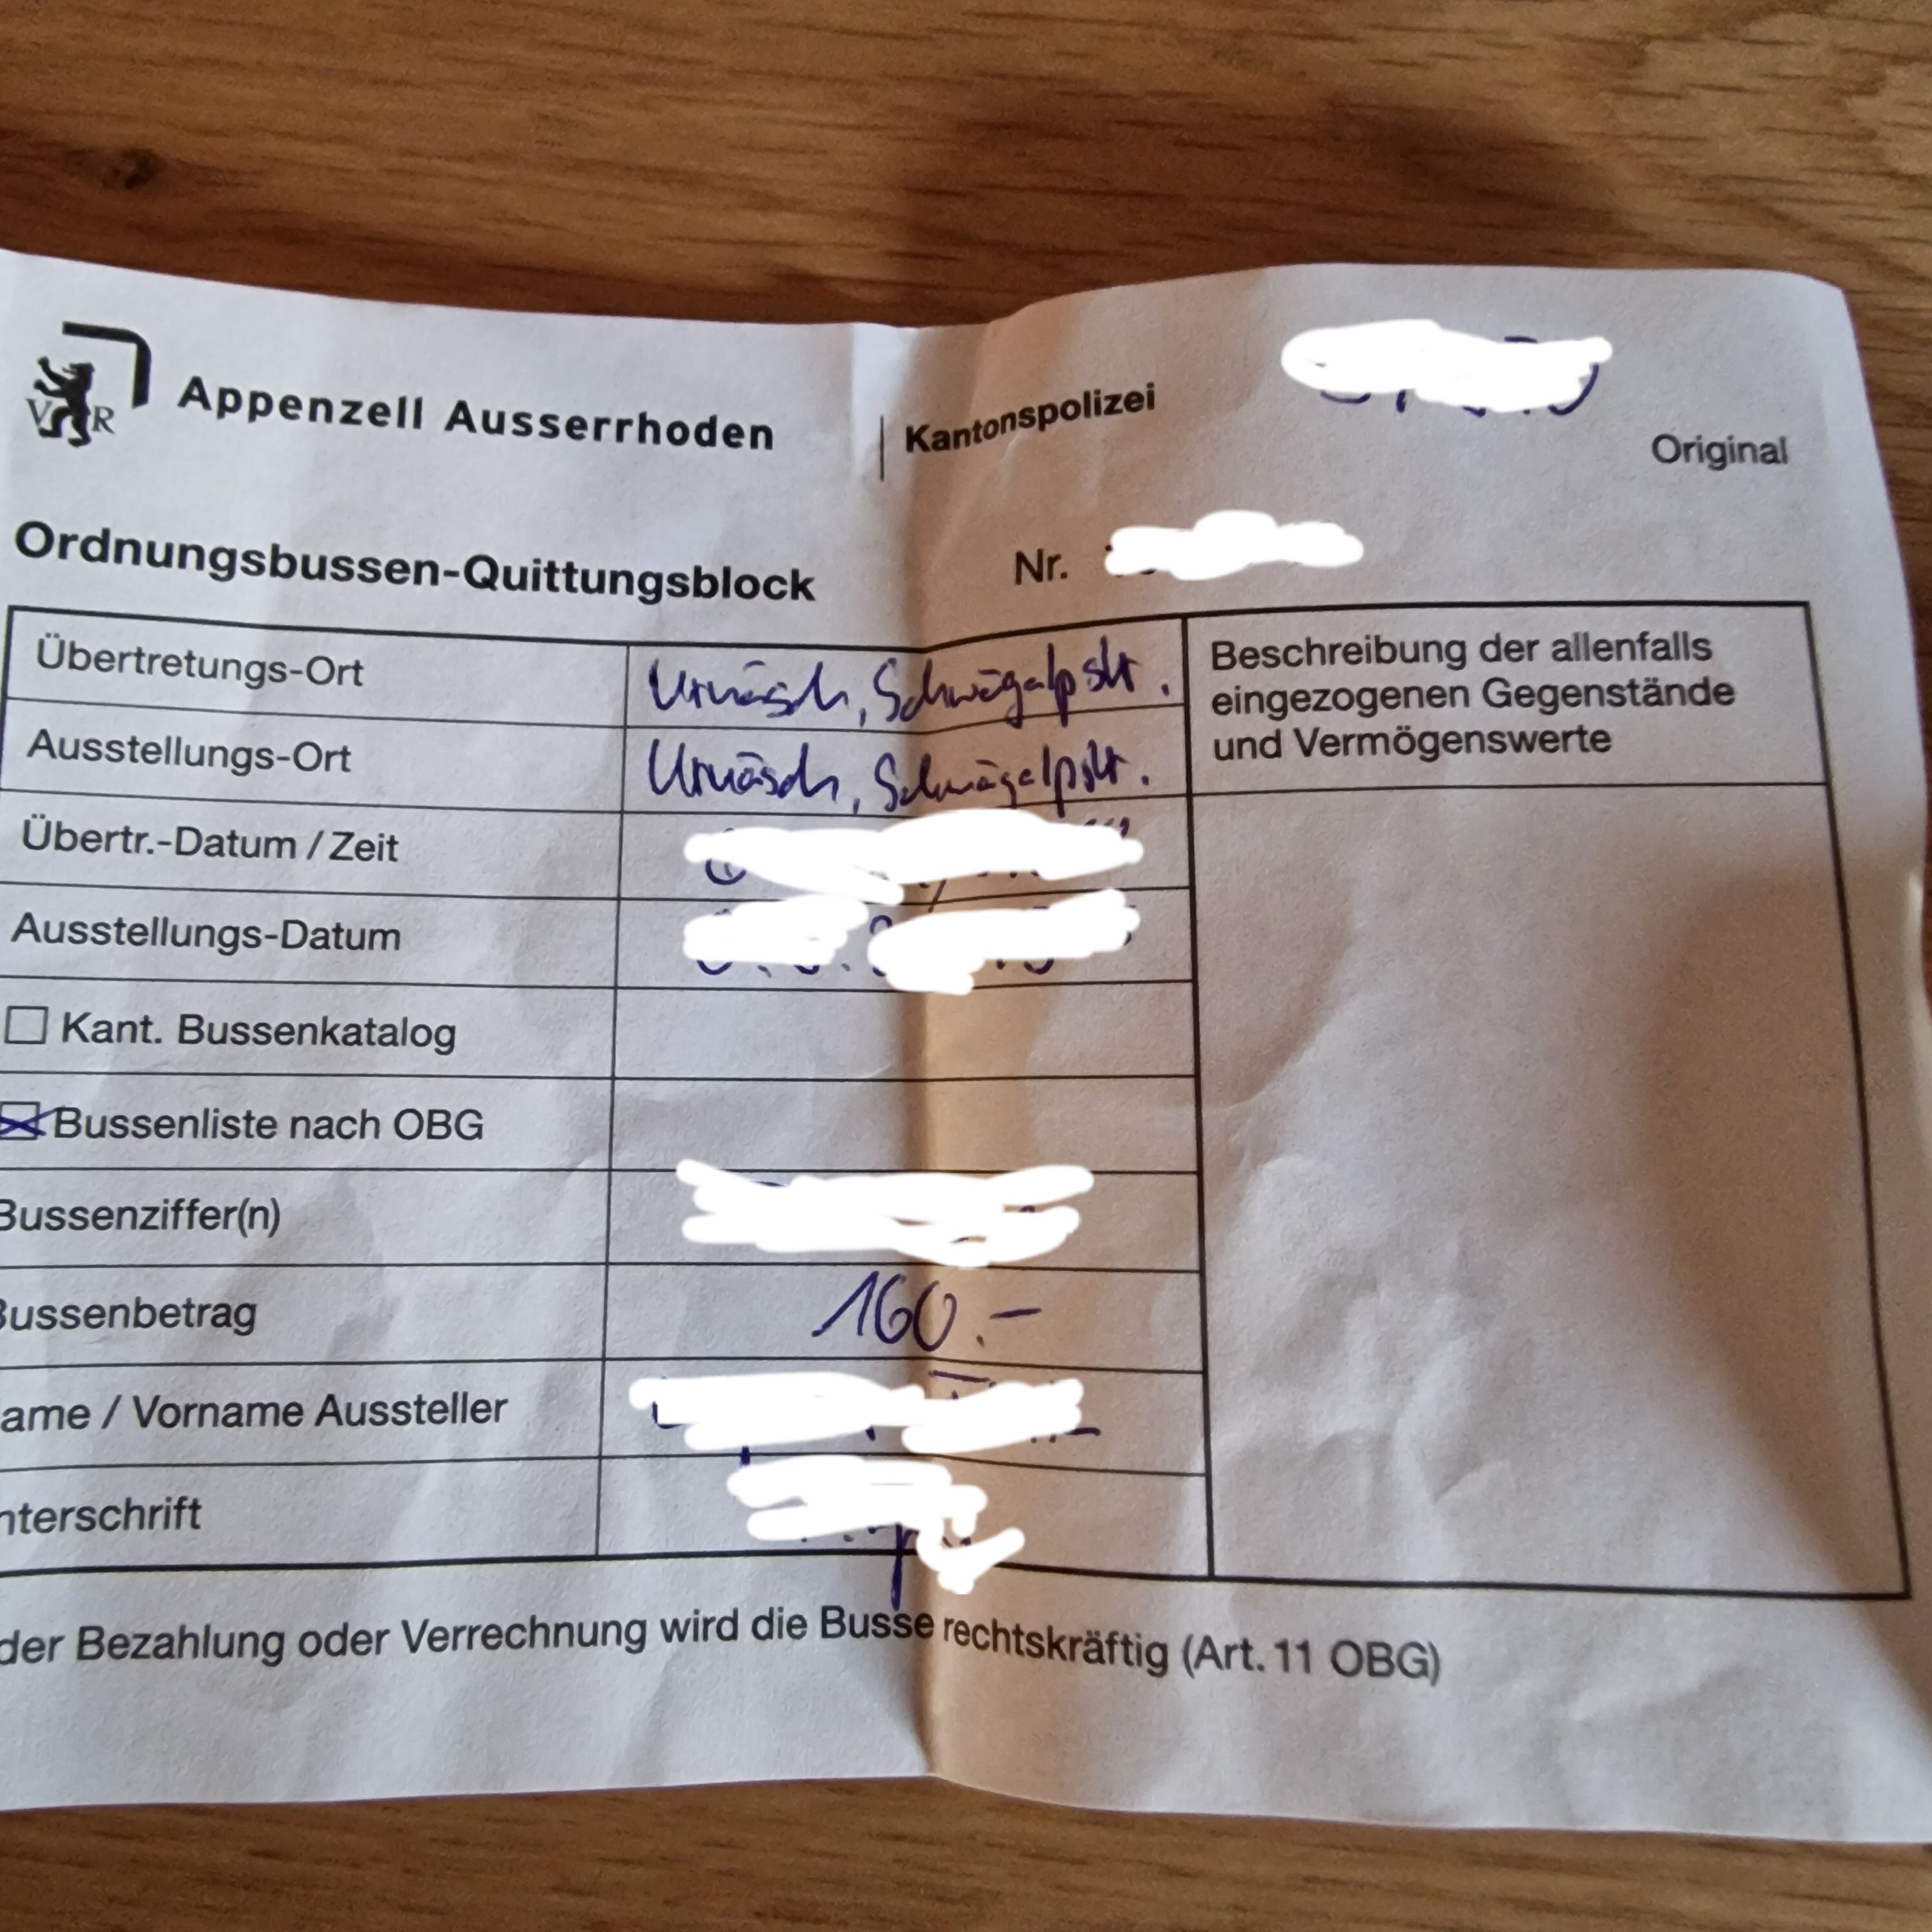 VR
Appenzell Ausserrhoden | Kantonspolizei
Original
Ordnungsbussen-Quittungsblock Nr.
Übertretungs-Ort Urnäsch, Schwägalpstr.
Ausstellungs-Ort Urnäsch, Schwägalpstr.
Übertr.-Datum / Zeit
Ausstellungs-Datum
Kant. Bussenkatalog
Bussenliste nach OBG
Bussenziffer(n)
Bussenbetrag 160.-
ame / Vorname Aussteller
nterschrift
Beschreibung der allenfalls
eingezogenen Gegenstände
und Vermögenswerte
der Bezahlung oder Verrechnung wird die Busse rechtskräftig (Art. 11 OBG)